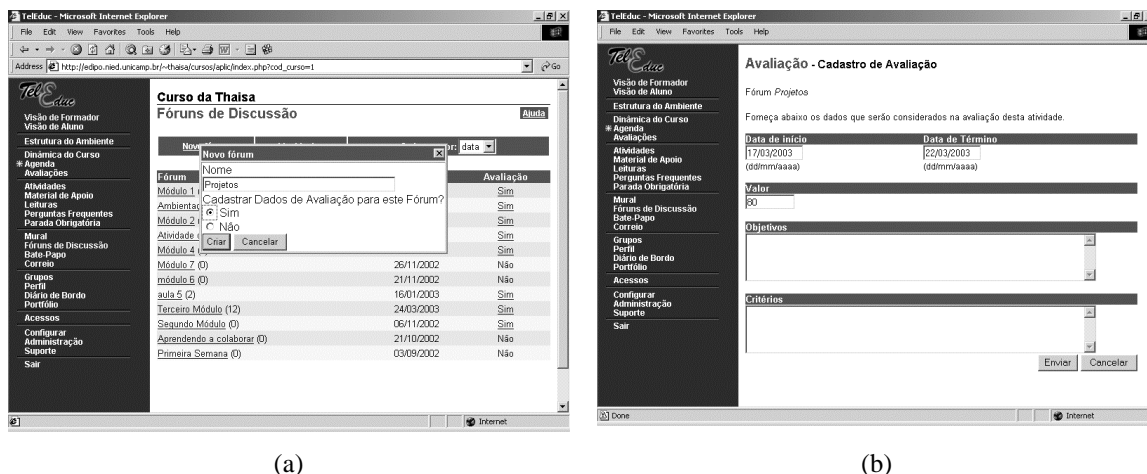 TelEduc - Microsoft Internet Explorer
File Edit View Favorites Tools Help
Address http://edipo.nied.unicamp.br/~thaisa/cursos/aplic/index.php?cod_curso=1 Go
TelEduc
Visão de Formador
Visão de Aluno
Estrutura do Ambiente
Dinâmica do Curso
Agenda
Avaliações
Atividades
Material de Apoio
Leituras
Perguntas Frequentes
Parada Obrigatória
Mural
Fóruns de Discussão
Bate-Papo
Correio
Grupos
Perfil
Diário de Bordo
Portfólio
Acessos
Configurar
Administração
Suporte
Sair
Curso da Thaisa
Fóruns de Discussão Ajuda
data
Novo fórum
Nome
Projetos
Cadastrar Dados de Avaliação para este Fórum?
Sim
Não
Criar Cancelar
Fórum Avaliação
Módulo 1 Sim
Sim
Módulo 2 Sim
Atividade Sim
Módulo 4 Sim
Módulo 7 (0) 26/11/2002 Não
módulo 6 (0) 21/11/2002 Não
aula 5 (2) 16/01/2003 Sim
Terceiro Módulo (12) 24/03/2003 Sim
Segundo Módulo (0) 06/11/2002 Sim
Aprendendo a colaborar (0) 21/10/2002 Não
Primeira Semana (0) 03/09/2002 Não
Internet
(a)
TelEduc - Microsoft Internet Explorer
File Edit View Favorites Tools Help
TelEduc
Visão de Formador
Visão de Aluno
Estrutura do Ambiente
Dinâmica do Curso
Agenda
Avaliações
Atividades
Material de Apoio
Leituras
Perguntas Frequentes
Parada Obrigatória
Mural
Fóruns de Discussão
Bate-Papo
Correio
Grupos
Perfil
Diário de Bordo
Portfólio
Acessos
Configurar
Administração
Suporte
Sair
Avaliação - Cadastro de Avaliação
Fórum Projetos
Forneça abaixo os dados que serão considerados na avaliação desta atividade.
Data de início Data de Término
17/03/2003 22/03/2003
(dd/mm/aaaa) (dd/mm/aaaa)
Valor
80
Objetivos
Critérios
Enviar Cancelar
Done Internet
(b)